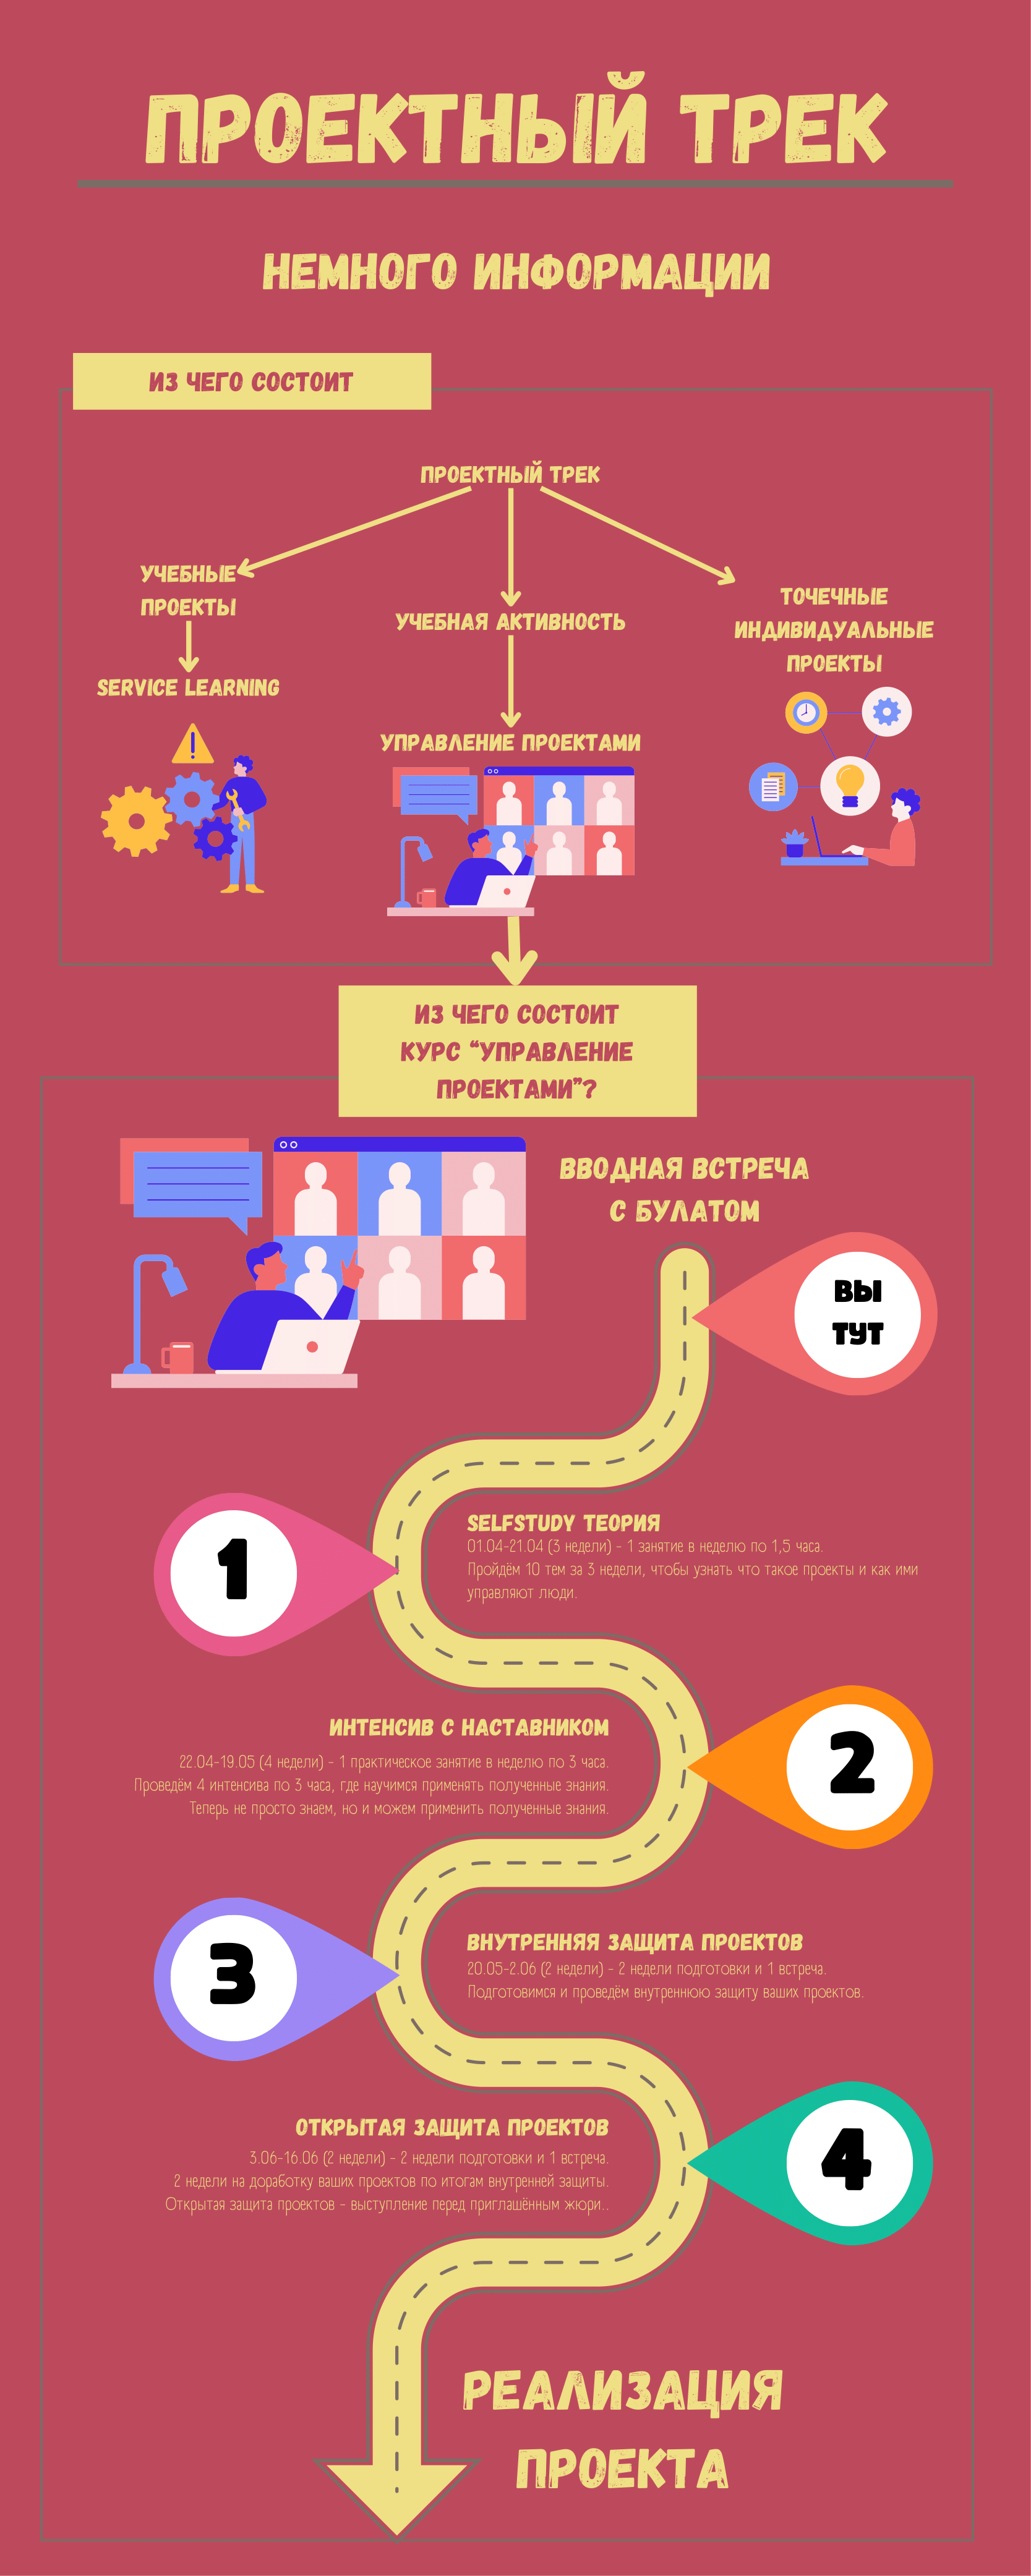 ПРОЕКТНЫЙ ТРЕК
НЕМНОГО ИНФОРМАЦИИ
ИЗ ЧЕГО СОСТОИТ
ПРОЕКТНЫЙ ТРЕК
УЧЕБНЫЕ
ПРОЕКТЫ
SERVICE LEARNING
УЧЕБНАЯ АКТИВНОСТЬ
УПРАВЛЕНИЕ ПРОЕКТАМИ
ТОЧЕЧНЫЕ
ИНДИВИДУАЛЬНЫЕ
ПРОЕКТЫ
ИЗ ЧЕГО СОСТОИТ
КУРС “УПРАВЛЕНИЕ
ПРОЕКТАМИ”?
ВВОДНАЯ ВСТРЕЧА
С БУЛАТОМ
ВЫ
ТУТ
1
SELFSTUDY ТЕОРИЯ
01.04-21.04 (3 недели) - 1 занятие в неделю по 1,5 часа.
Пройдём 10 тем за 3 недели, чтобы узнать что такое проекты и как ими
управляют люди.
ИНТЕНСИВ С НАСТАВНИКОМ
22.04-19.05 (4 недели) - 1 практическое занятие в неделю по 3 часа.
Проведём 4 интенсива по 3 часа, где научимся применять полученные знания.
Теперь не просто знаем, но и можем применить полученные знания.
2
3
ВНУТРЕННЯЯ ЗАЩИТА ПРОЕКТОВ
20.05-2.06 (2 недели) - 2 недели подготовки и 1 встреча.
Подготовимся и проведём внутреннюю защиту ваших проектов.
ОТКРЫТАЯ ЗАЩИТА ПРОЕКТОВ
3.06-16.06 (2 недели) - 2 недели подготовки и 1 встреча.
2 недели на доработку ваших проектов по итогам внутренней защиты.
Открытая защита проектов - выступление перед приглашённым жюри..
4
РЕАЛИЗАЦИЯ
ПРОЕКТА